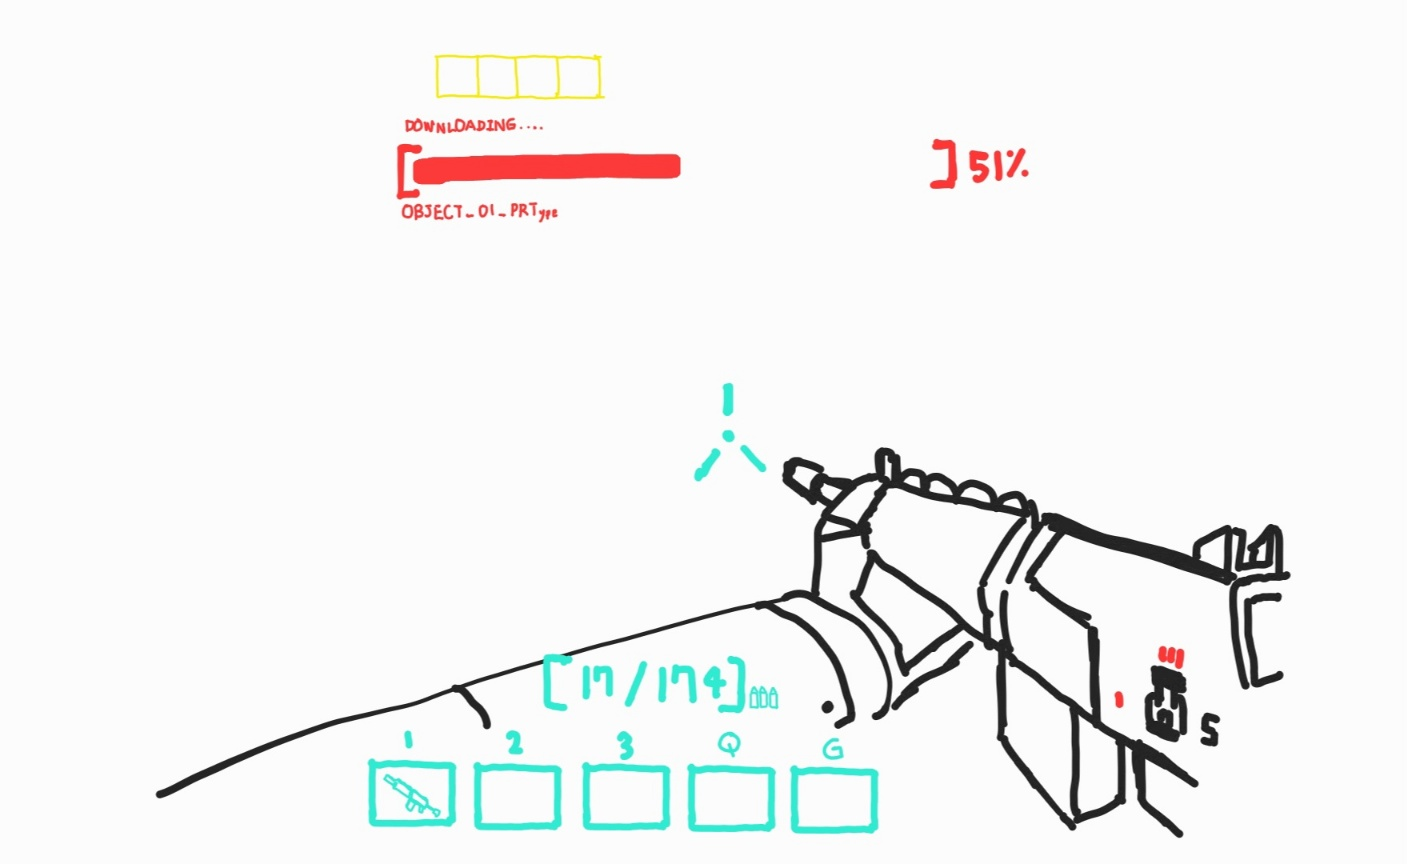 DOWNLOADING....
[ ] 51%
OBJECT_01_PRType
[17/174]
1 2 3 Q G
S